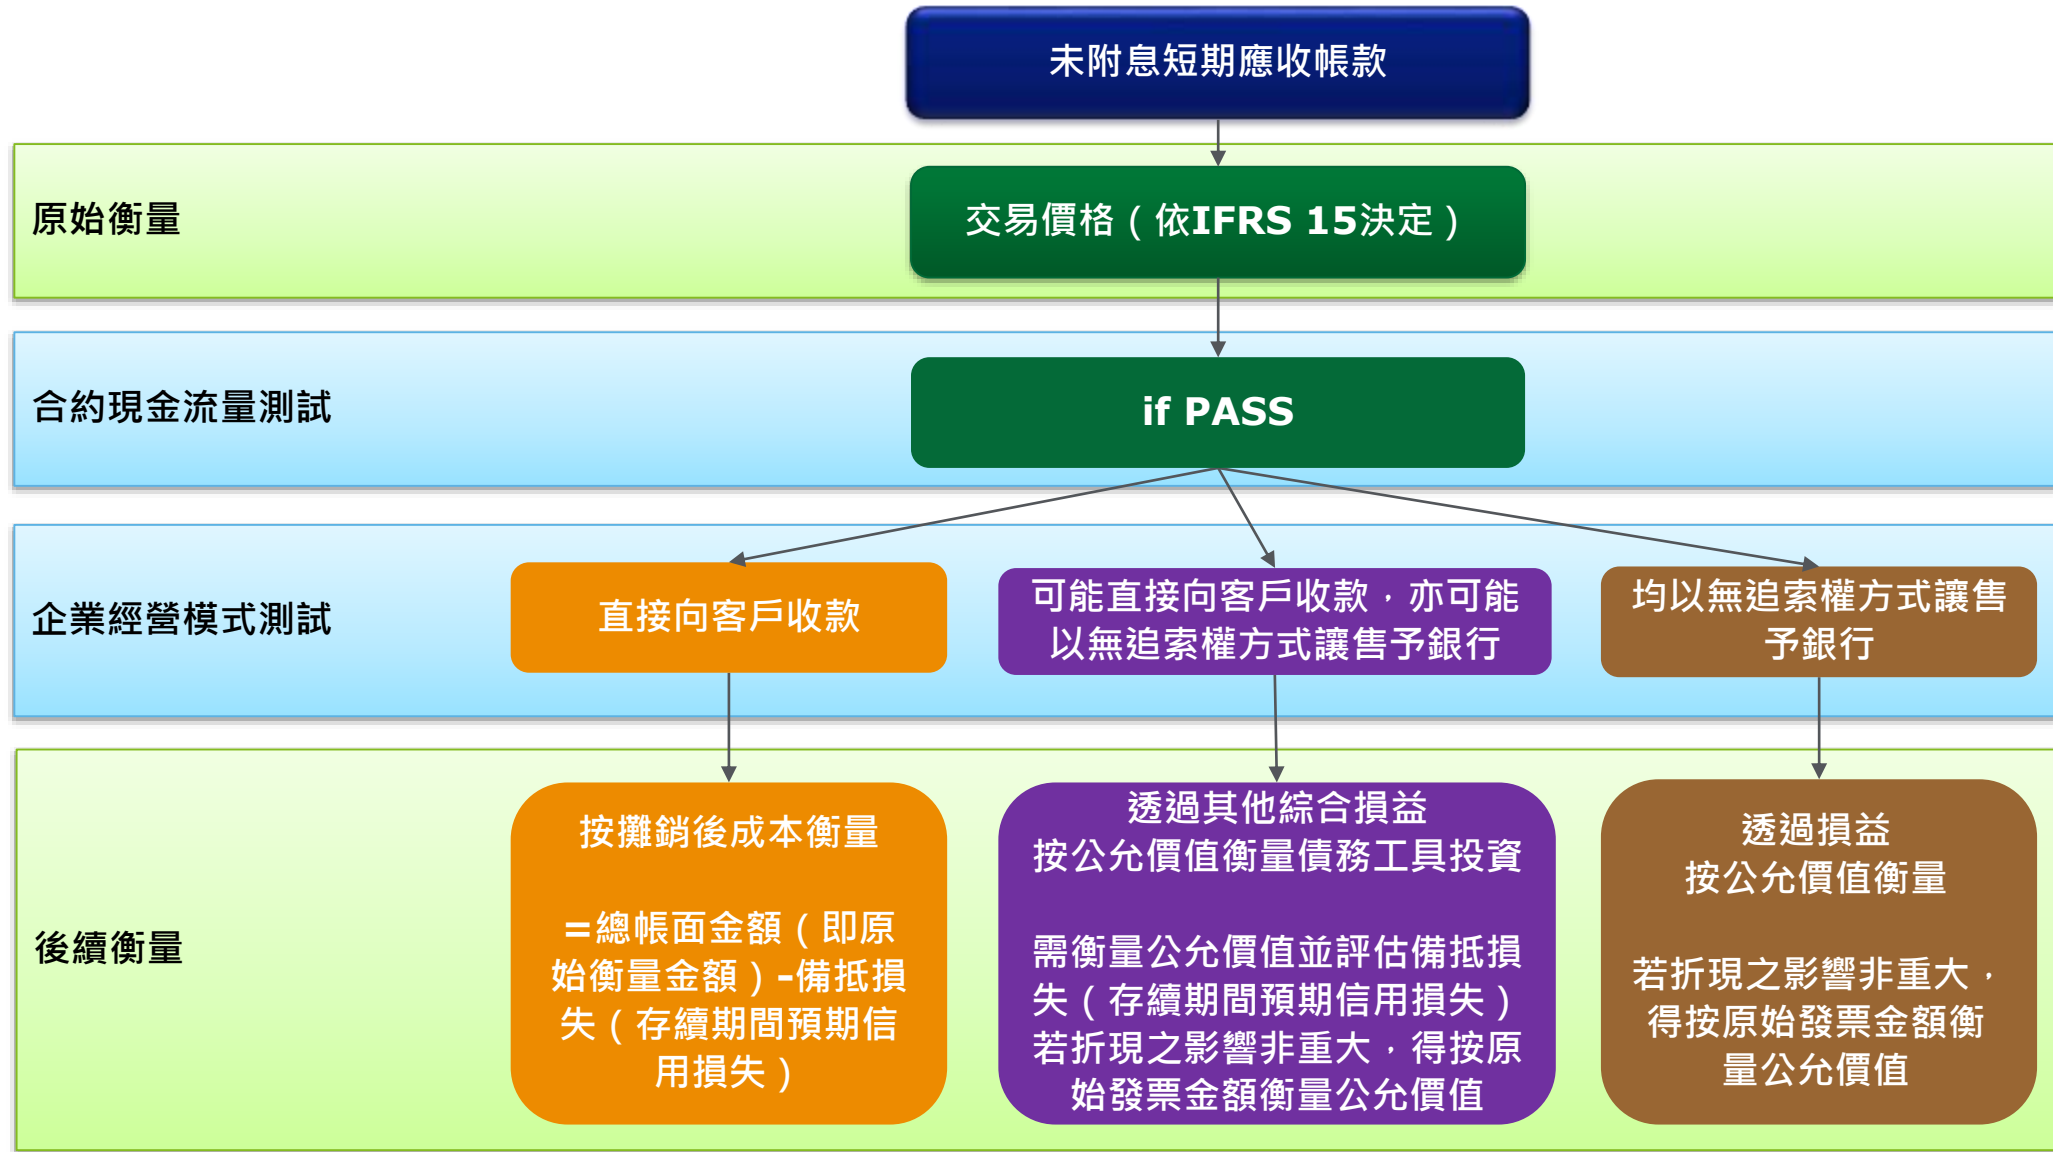 未附息短期應收帳款
原始衡量
交易價格（依IFRS 15決定）
合約現金流量測試
if PASS
企業經營模式測試
直接向客戶收款
可能直接向客戶收款，亦可能
以無追索權方式讓售予銀行
均以無追索權方式讓售
予銀行
後續衡量
按攤銷後成本衡量
=總帳面金額（即原
始衡量金額）-備抵損
失（存續期間預期信
用損失）
透過其他綜合損益
按公允價值衡量債務工具投資
需衡量公允價值並評估備抵損
失（存續期間預期信用損失）
若折現之影響非重大，得按原
始發票金額衡量公允價值
透過損益
按公允價值衡量
若折現之影響非重大，
得按原始發票金額衡
量公允價值